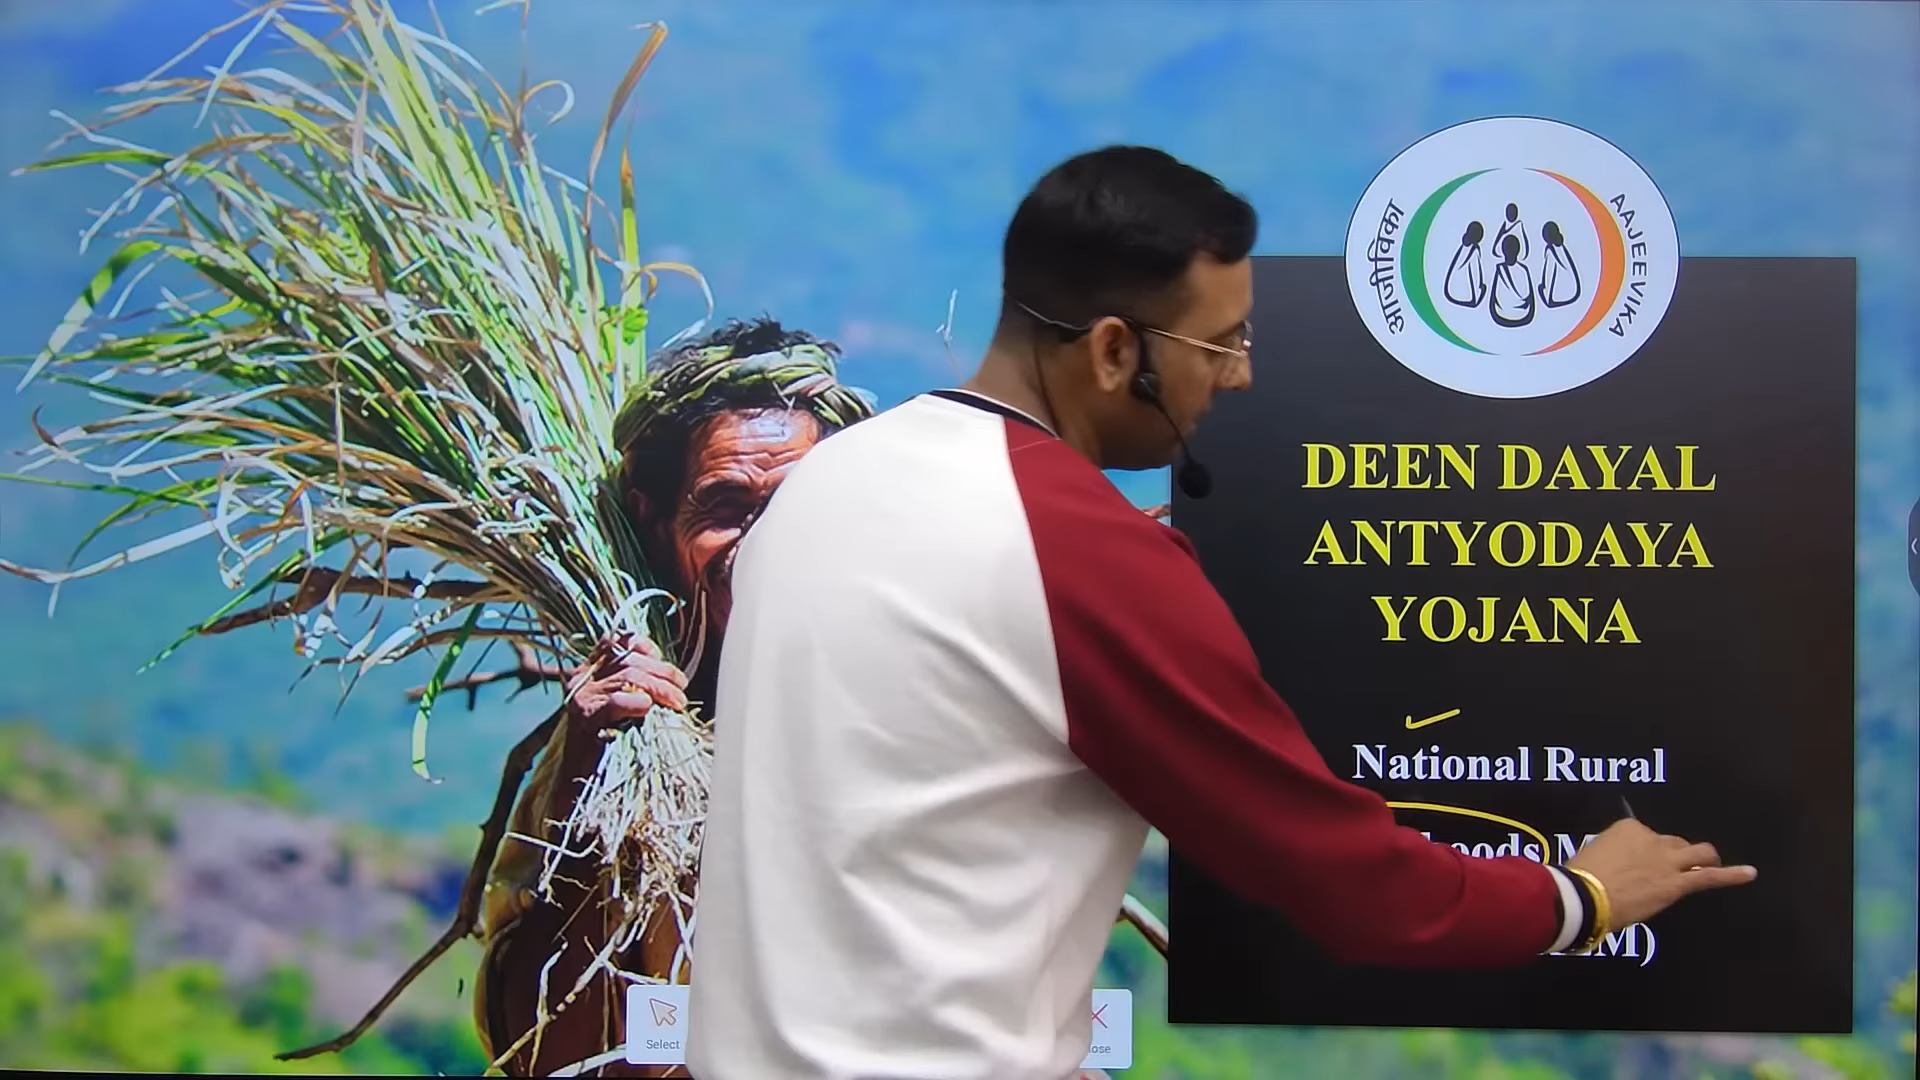 आजीविका
AAJEEVIKA
DEEN DAYAL
ANTYODAYA
YOJANA
National Rural
Select